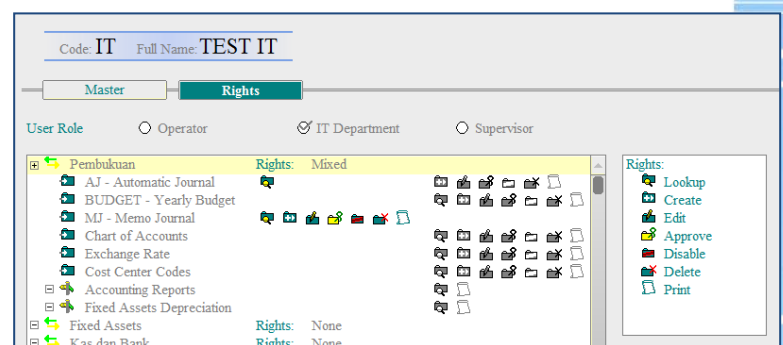 Code: IT Full Name: TEST IT
Master Rights
User Role Operator IT Department Supervisor
Pembukuan Rights: Mixed
AJ - Automatic Journal
BUDGET - Yearly Budget
MJ - Memo Journal
Chart of Accounts
Exchange Rate
Cost Center Codes
Accounting Reports
Fixed Assets Depreciation
Fixed Assets Rights: None
Kas dan Bank Rights: None
Rights:
Lookup
Create
Edit
Approve
Disable
Delete
Print